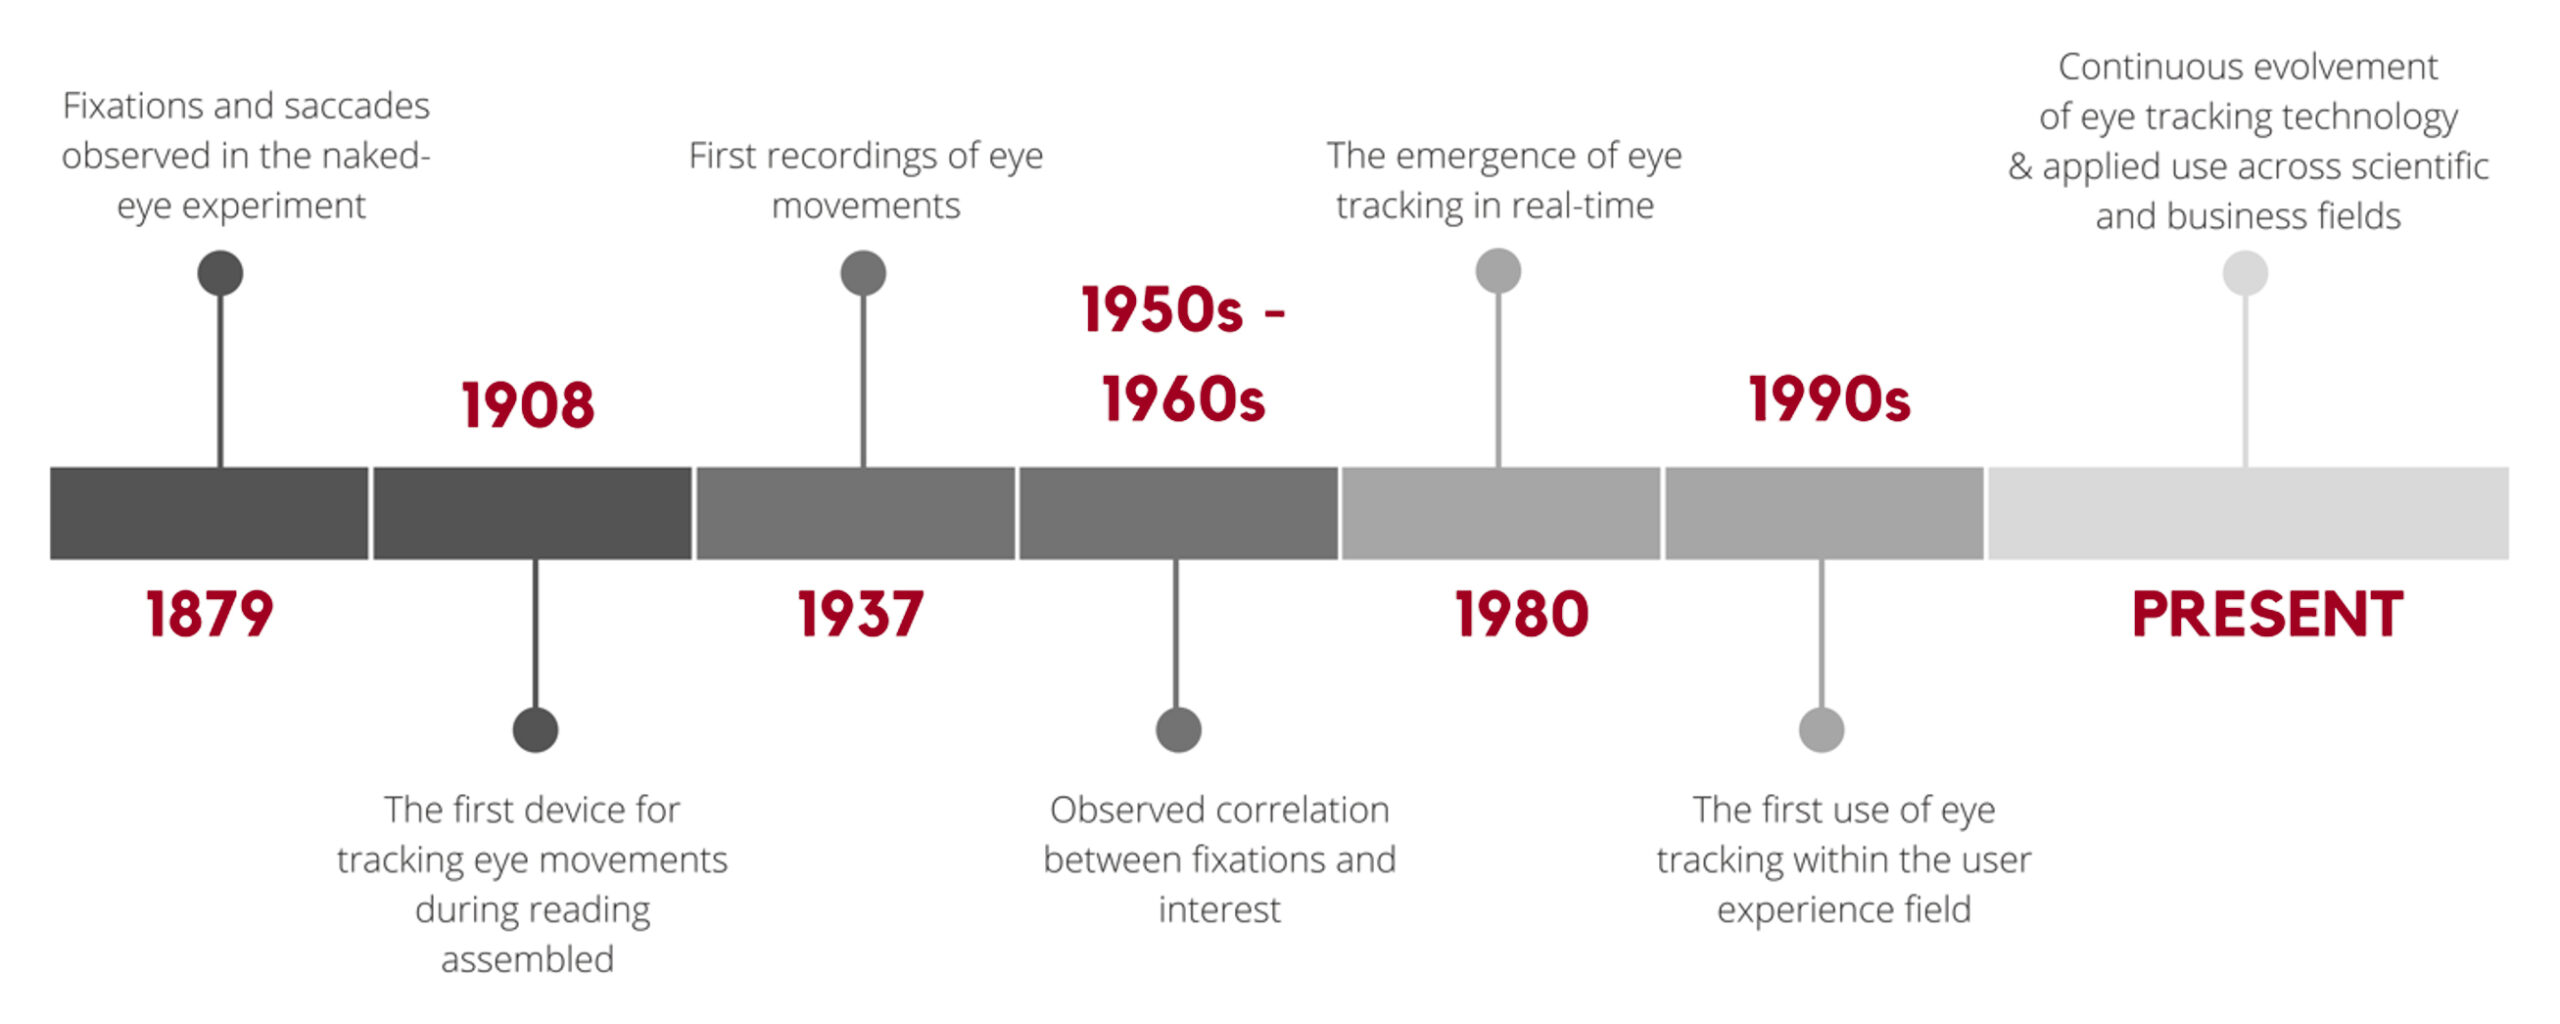 Fixations and saccades
observed in the naked-
eye experiment
1879
1908
The first device for
tracking eye movements
during reading
assembled
First recordings of eye
movements
1937
1950s -
1960s
Observed correlation
between fixations and
interest
The emergence of eye
tracking in real-time
1980
1990s
The first use of eye
tracking within the user
experience field
Continuous evolvement
of eye tracking technology
& applied use across scientific
and business fields
PRESENT